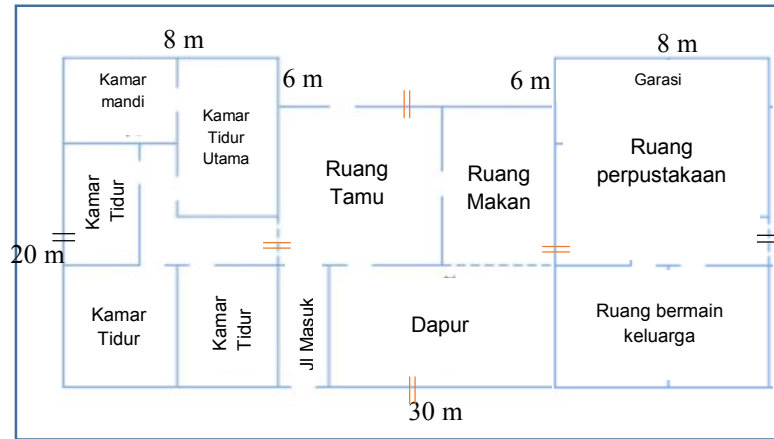 8 m
8 m
Kamar
mandi
6 m
6 m
Garasi
Kamar
Tidur
Utama
Ruang
Tamu
Ruang
Makan
Ruang
perpustakaan
Kamar
Tidur
20 m
Kamar
Tidur
Kamar
Tidur
Jl Masuk
Dapur
Ruang bermain
keluarga
30 m